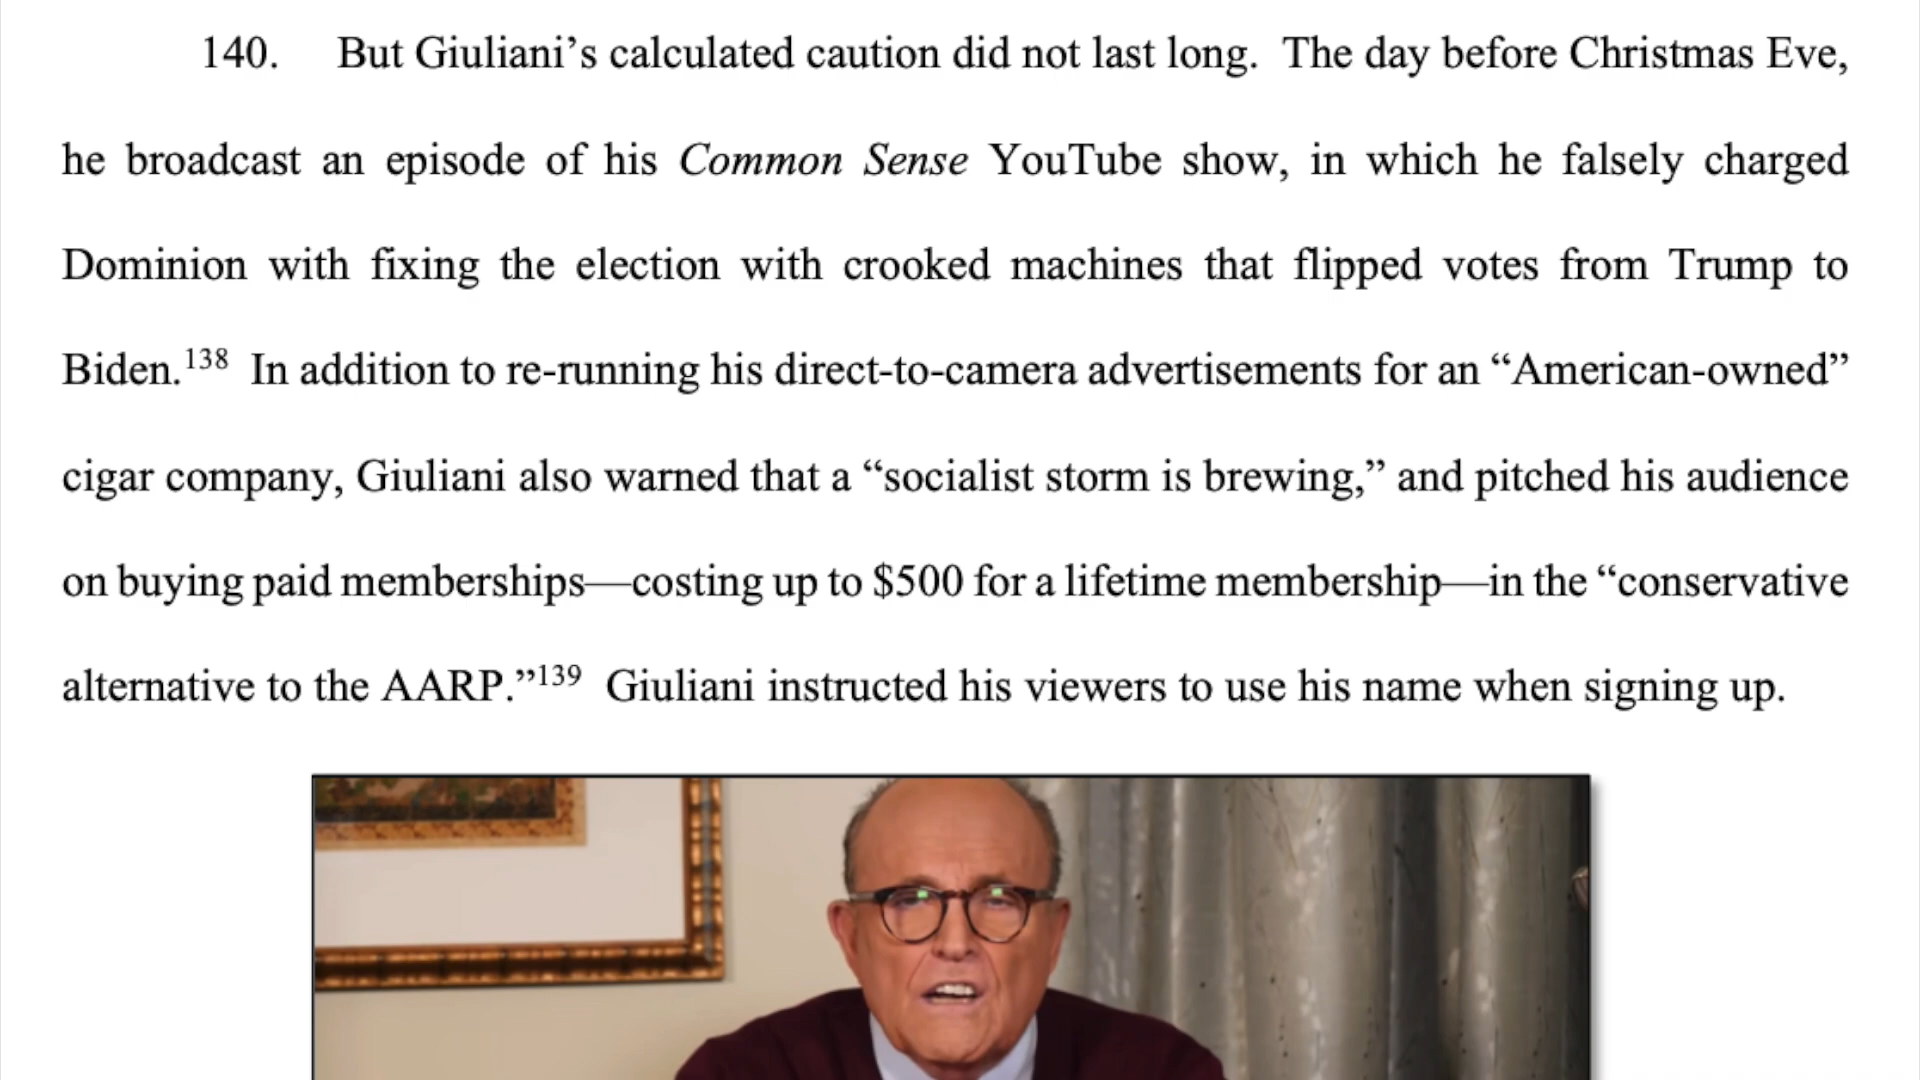 140. But Giuliani’s calculated caution did not last long. The day before Christmas Eve,
he broadcast an episode of his Common Sense YouTube show, in which he falsely charged
Dominion with fixing the election with crooked machines that flipped votes from Trump to
Biden.138 In addition to re-running his direct-to-camera advertisements for an “American-owned”
cigar company, Giuliani also warned that a “socialist storm is brewing,” and pitched his audience
on buying paid memberships—costing up to $500 for a lifetime membership—in the “conservative
alternative to the AARP.”139 Giuliani instructed his viewers to use his name when signing up.